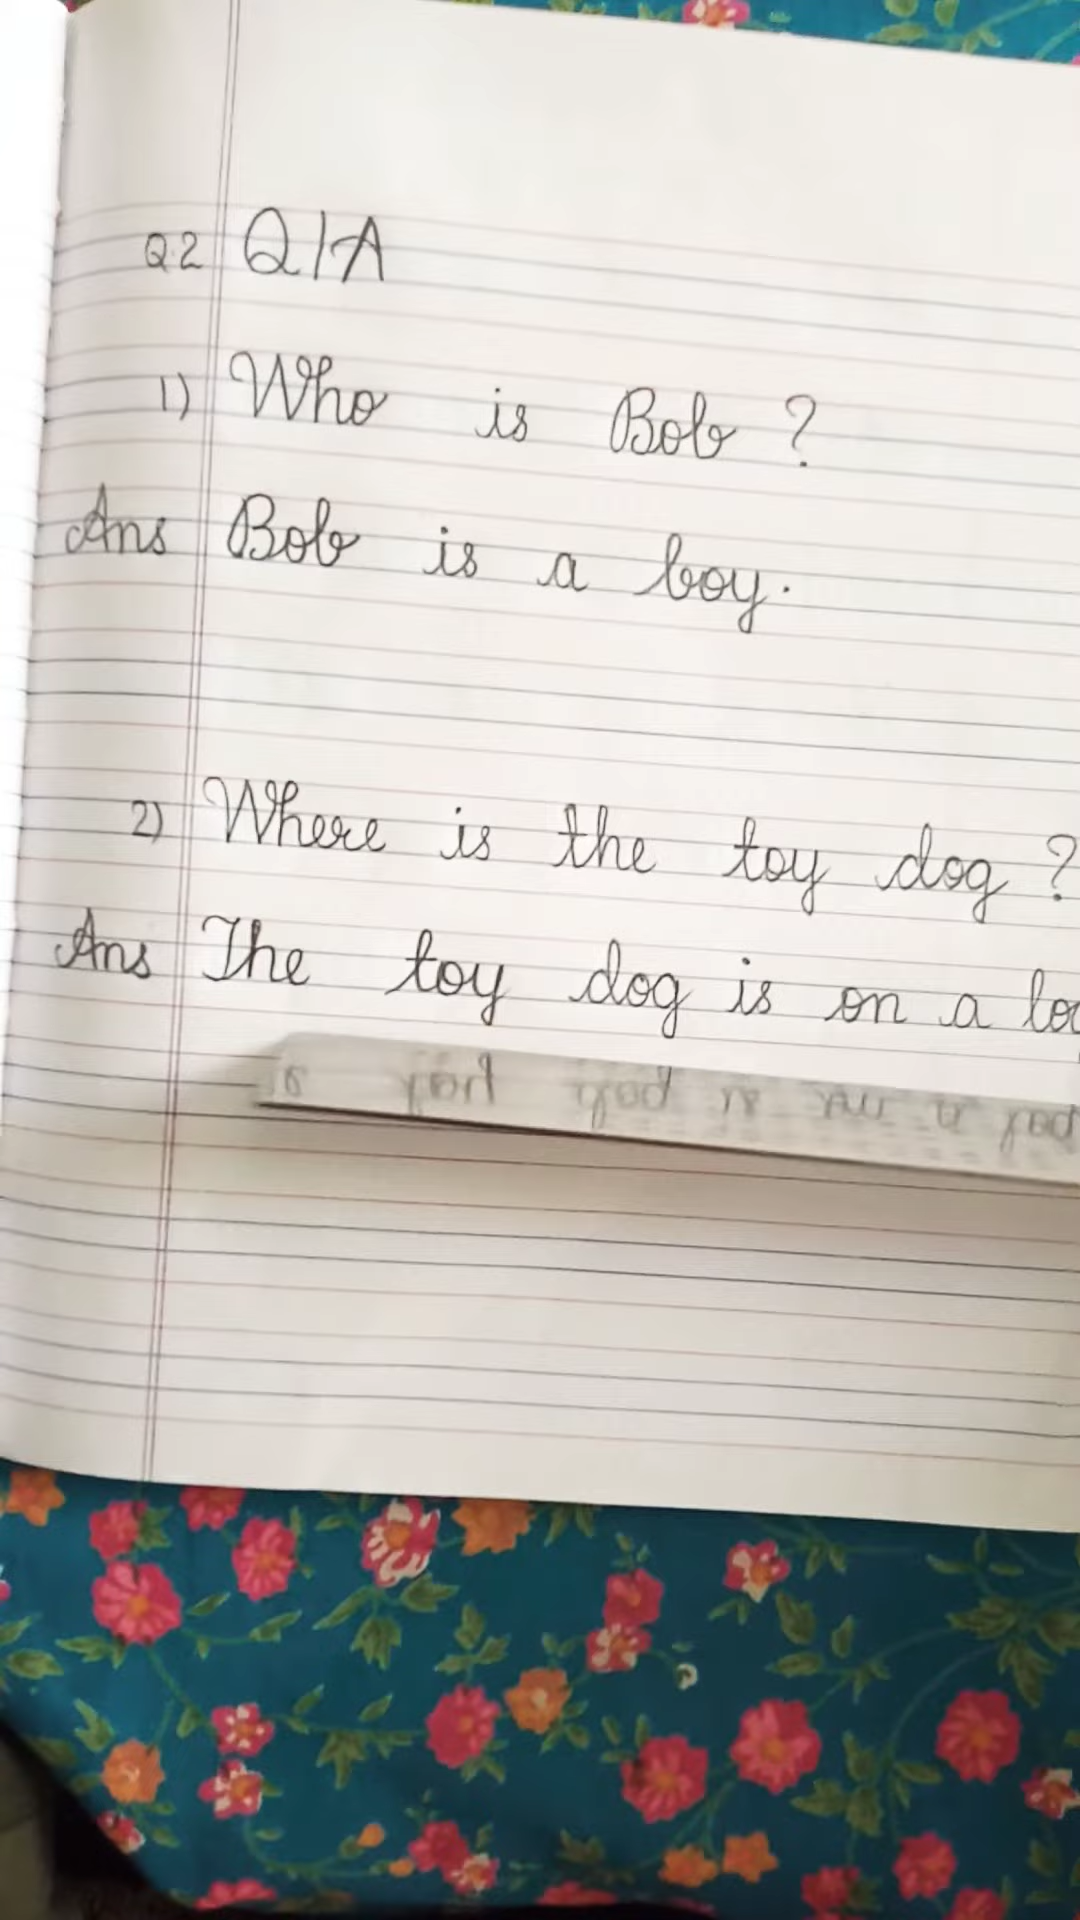 Q.2 Q/A
1) Who is Bob ?
Ans Bob is a boy.
2) Where is the toy dog ?
Ans The toy dog is on a